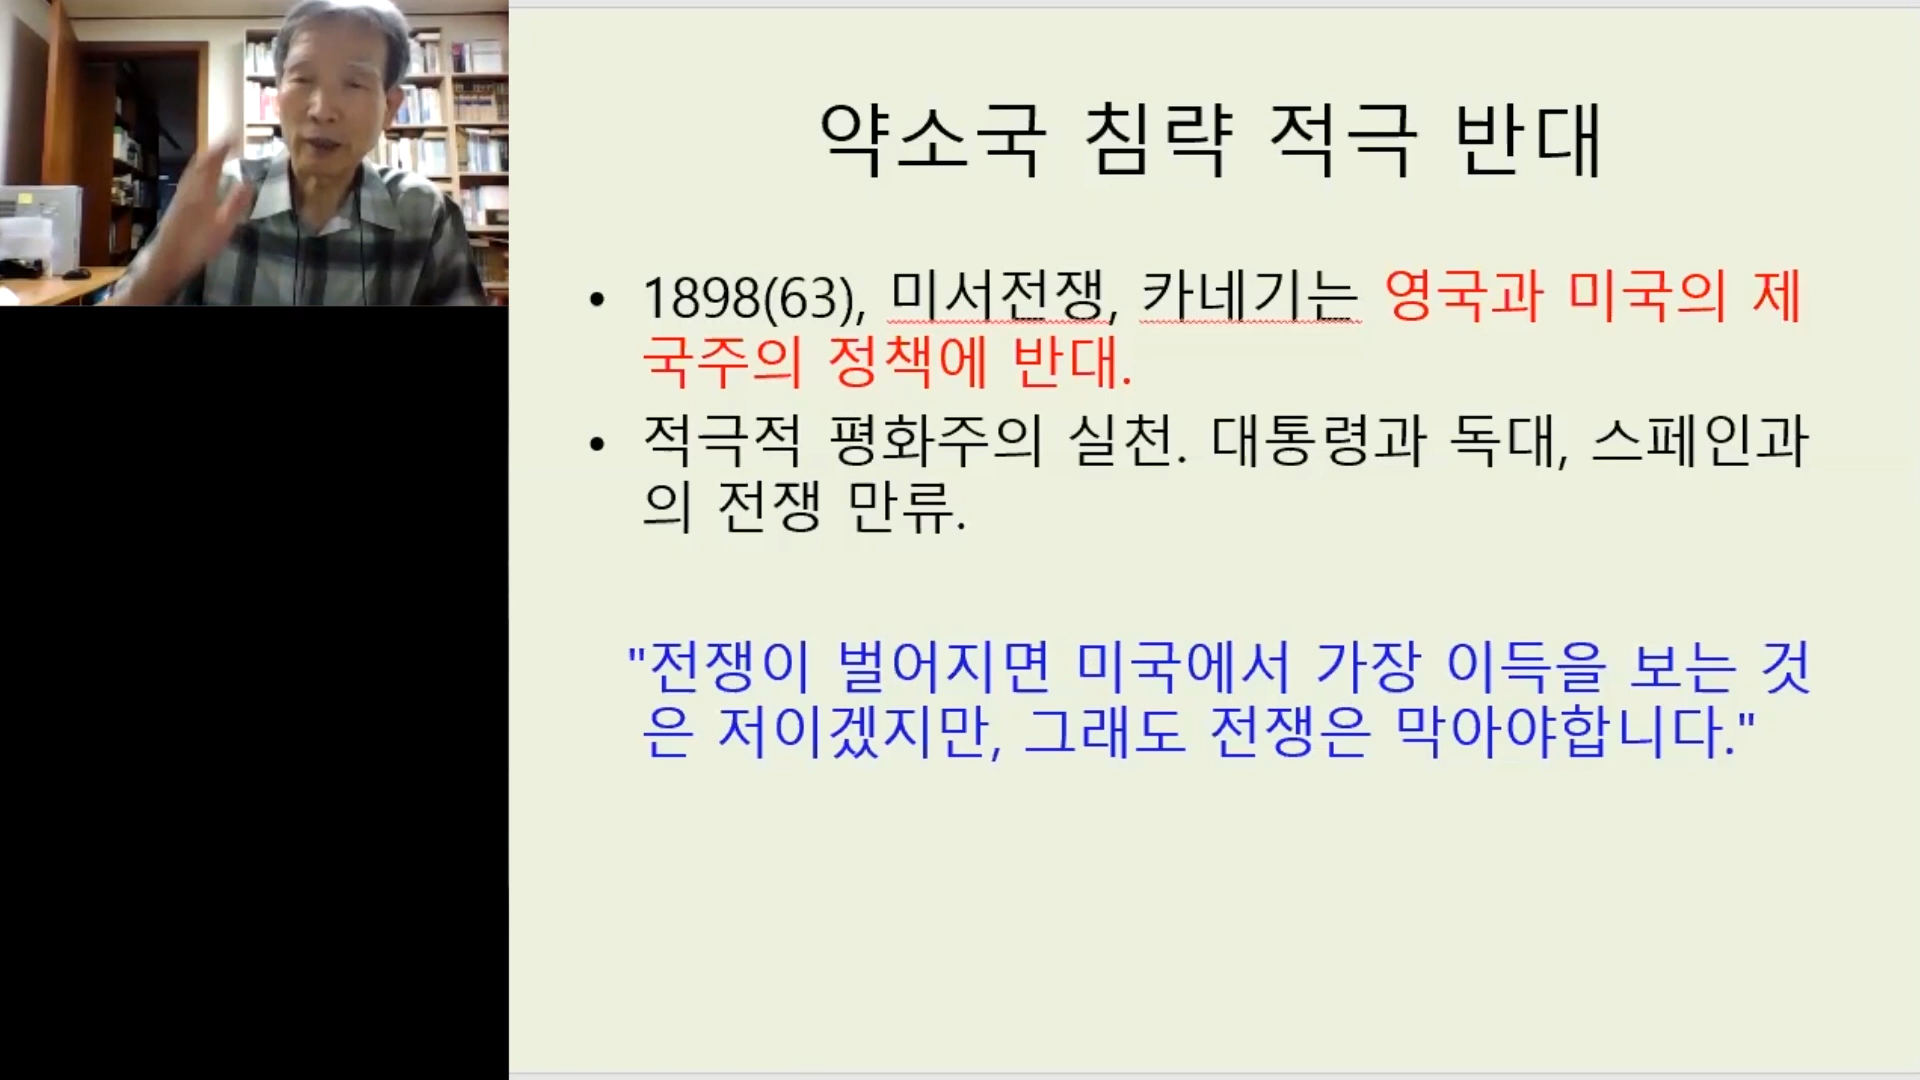 약소국 침략 적극 반대
• 1898(63), 미서전쟁, 카네기는 영국과 미국의 제
국주의 정책에 반대.
• 적극적 평화주의 실천. 대통령과 독대, 스페인과
의 전쟁 만류.
"전쟁이 벌어지면 미국에서 가장 이득을 보는 것
은 저이겠지만, 그래도 전쟁은 막아야합니다."